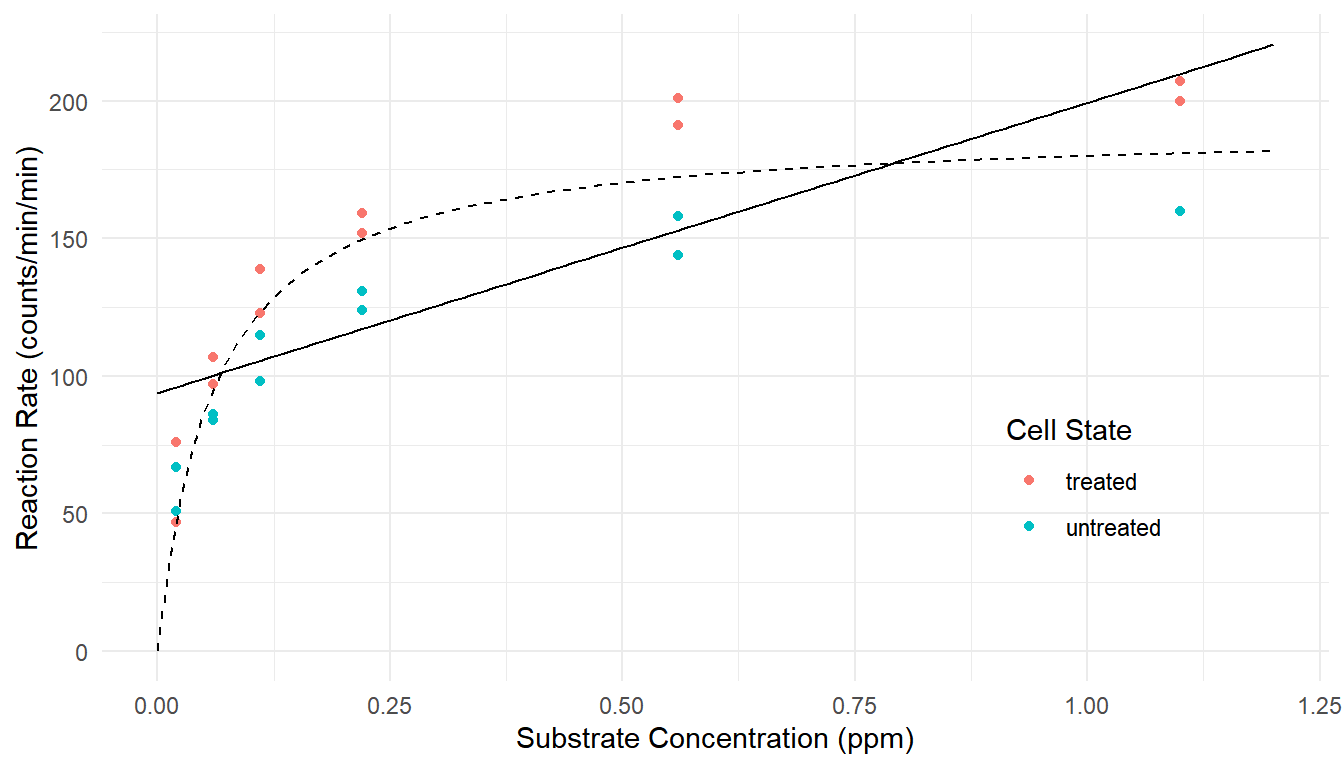 200
150
100
50
0
Reaction Rate (counts/min/min)
Cell State
treated
untreated
0.00 0.25 0.50 0.75 1.00 1.25
Substrate Concentration (ppm)